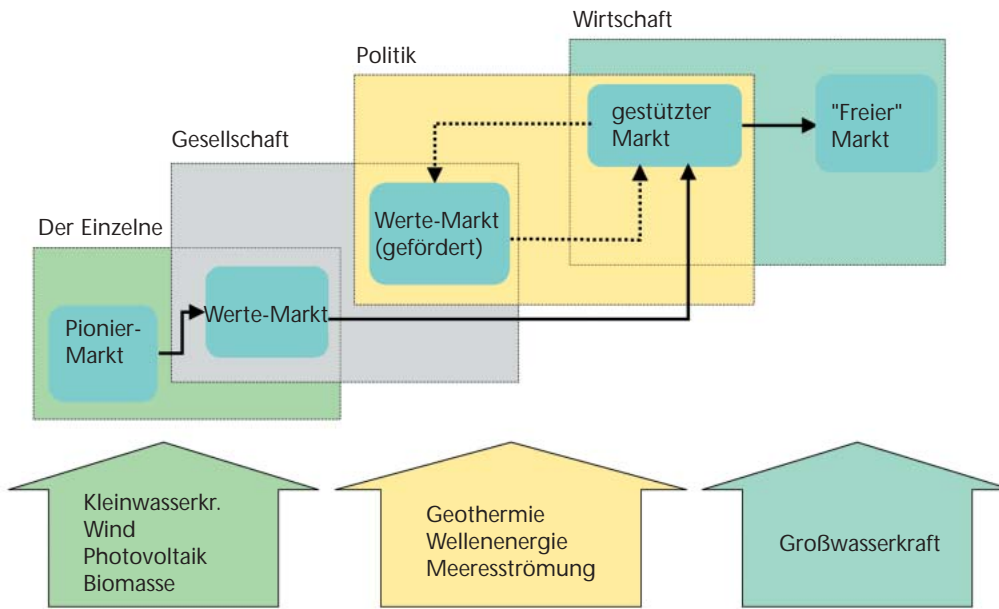 Wirtschaft
Politik
gestützter
Markt
"Freier"
Markt
Gesellschaft
Werte-Markt
(gefördert)
Der Einzelne
Pionier-
Markt
Werte-Markt
Kleinwasserkr.
Wind
Photovoltaik
Biomasse
Geothermie
Wellenenergie
Meeresströmung
Großwasserkraft